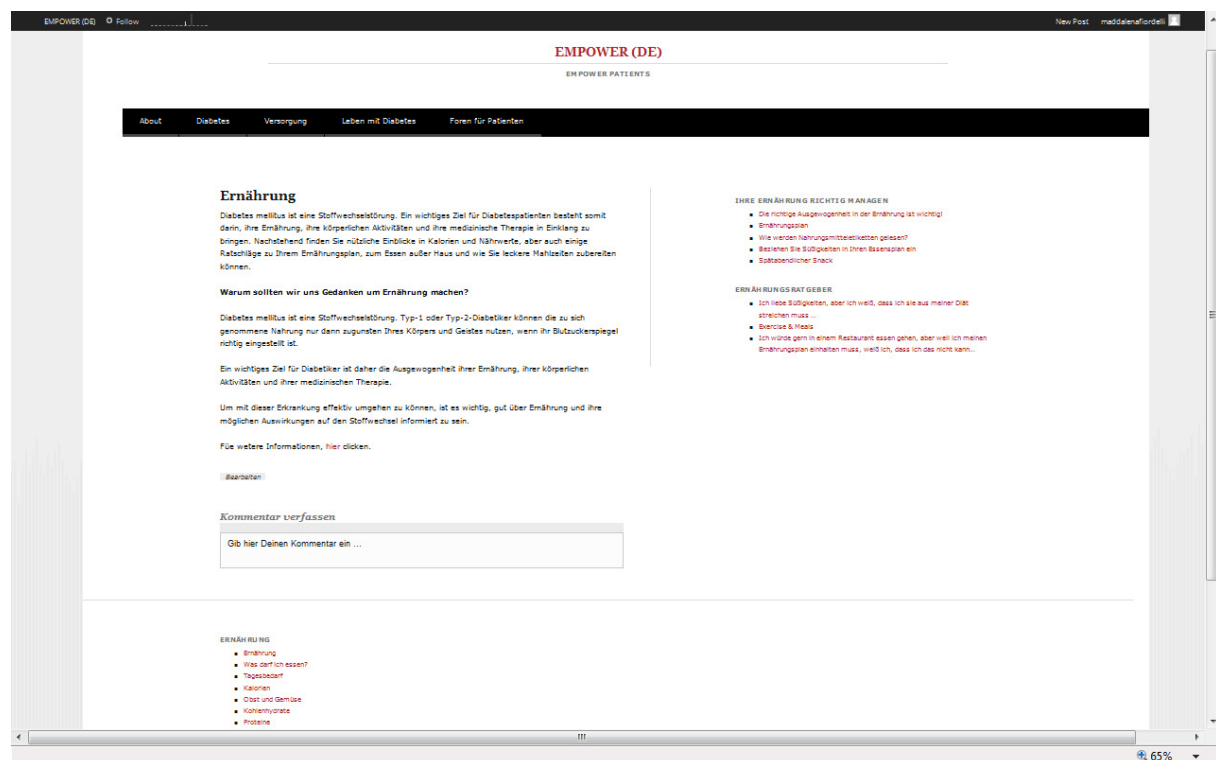 EMPOWER (DE) Follow New Post maddalenafiordelli
EMPOWER (DE)
EMPOWER PATIENTS
About Diabetes Versorgung Leben mit Diabetes Foren für Patienten
Ernährung
Diabetes mellitus ist eine Stoffwechselstörung. Ein wichtiges Ziel für Diabetespatienten besteht somit
darin, ihre Ernährung, ihre körperlichen Aktivitäten und ihre medizinische Therapie in Einklang zu
bringen. Nachstehend finden Sie nützliche Einblicke in Kalorien und Nährwerte, aber auch einige
Ratschläge zu Ihrem Ernährungsplan, zum Essen außer Haus und wie Sie leckere Mahlzeiten zubereiten
können.
Warum sollten wir uns Gedanken um Ernährung machen?
Diabetes mellitus ist eine Stoffwechselstörung. Typ-1 oder Typ-2-Diabetiker können die zu sich
genommene Nahrung nur dann zugunsten Ihres Körpers und Geistes nutzen, wenn ihr Blutzuckerspiegel
richtig eingestellt ist.
Ein wichtiges Ziel für Diabetiker ist daher die Ausgewogenheit ihrer Ernährung, ihrer körperlichen
Aktivitäten und ihrer medizinischen Therapie.
Um mit dieser Erkrankung effektiv umgehen zu können, ist es wichtig, gut über Ernährung und ihre
möglichen Auswirkungen auf den Stoffwechsel informiert zu sein.
Füe wetere Informationen, hier clicken.
Bearbeiten
Kommentar verfassen
Gib hier Deinen Kommentar ein ...
IHRE ERNÄHRUNG RICHTIG MANAGEN
Die richtige Ausgewogenheit in der Ernährung ist wichtig!
Ernährungsplan
Wie werden Nahrungsmitteletiketten gelesen?
Beziehen Sie Süßigkeiten in Ihren Essensplan ein
Spätabendlicher Snack
ERNÄHRUNGSRATGEBER
Ich liebe Süßigkeiten, aber ich weiß, dass ich sie aus meiner Diät
streichen muss ...
Exercise & Meals
Ich würde gern in einem Restaurant essen gehen, aber weil ich meinen
Ernährungsplan einhalten muss, weiß ich, dass ich das nicht kann...
ERNÄHRUNG
Ernährung
Was darf ich essen?
Tagesbedarf
Kalorien
Obst und Gemüse
Kohlenhydrate
Proteine
65%